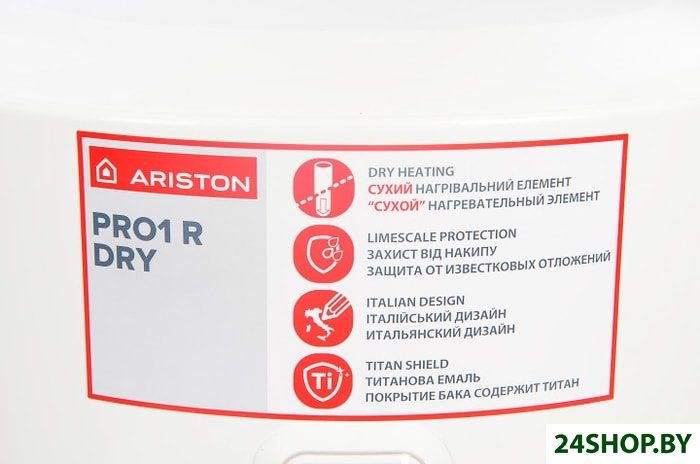 ARISTON
PRO1 R
DRY
DRY HEATING
СУХИЙ НАГРІВАЛЬНИЙ ЕЛЕМЕНТ
“СУХОЙ” НАГРЕВАТЕЛЬНЫЙ ЭЛЕМЕНТ
LIMESCALE PROTECTION
ЗАХИСТ ВІД НАКИПУ
ЗАЩИТА ОТ ИЗВЕСТКОВЫХ ОТЛОЖЕНИЙ
ITALIAN DESIGN
ІТАЛІЙСЬКИЙ ДИЗАЙН
ИТАЛЬЯНСКИЙ ДИЗАЙН
Ti
TITAN SHIELD
ТИТАНОВА ЕМАЛЬ
ПОКРЫТИЕ БАКА СОДЕРЖИТ ТИТАН
24SHOP.BY